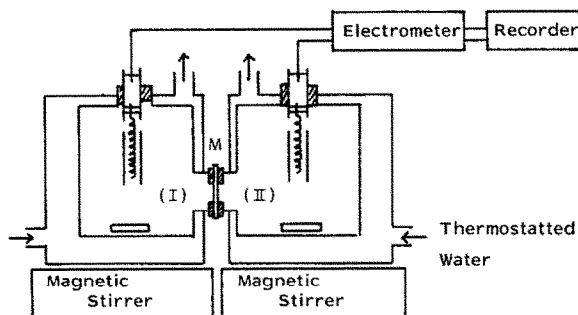 Electrometer
Recorder
M
(I)
(II)
Thermostatted
Water
Magnetic
Stirrer
Magnetic
Stirrer